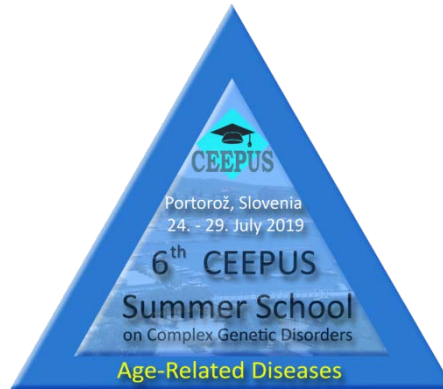 CEEPUS
Portorož, Slovenia
24. - 29. July 2019
6th CEEPUS
Summer School
on Complex Genetic Disorders
Age-Related Diseases